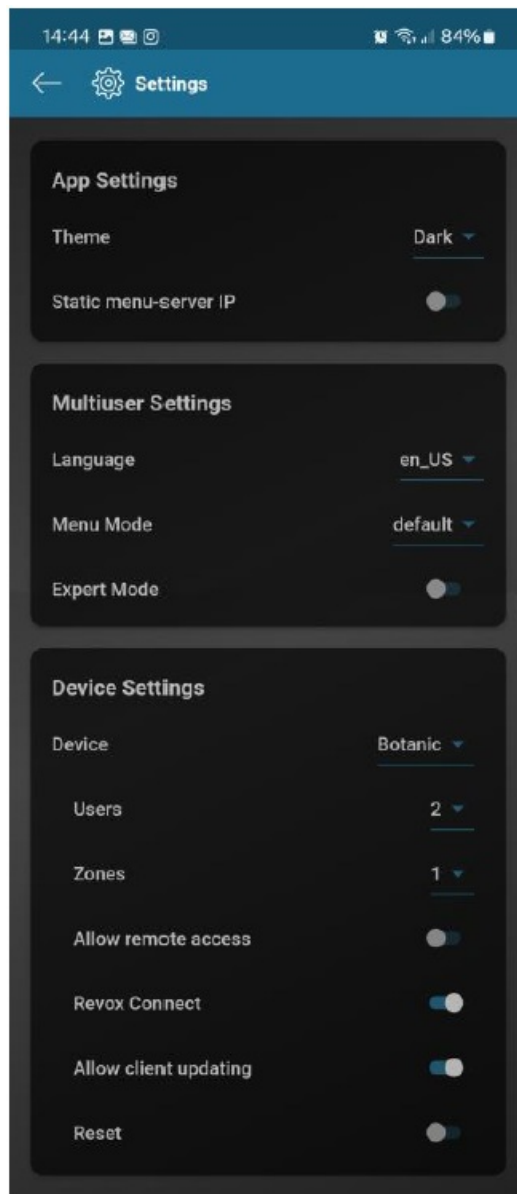 14:44 84%
Settings
App Settings
Theme Dark
Static menu-server IP
Multiuser Settings
Language en_US
Menu Mode default
Expert Mode
Device Settings
Device Botanic
Users 2
Zones 1
Allow remote access
Revox Connect
Allow client updating
Reset